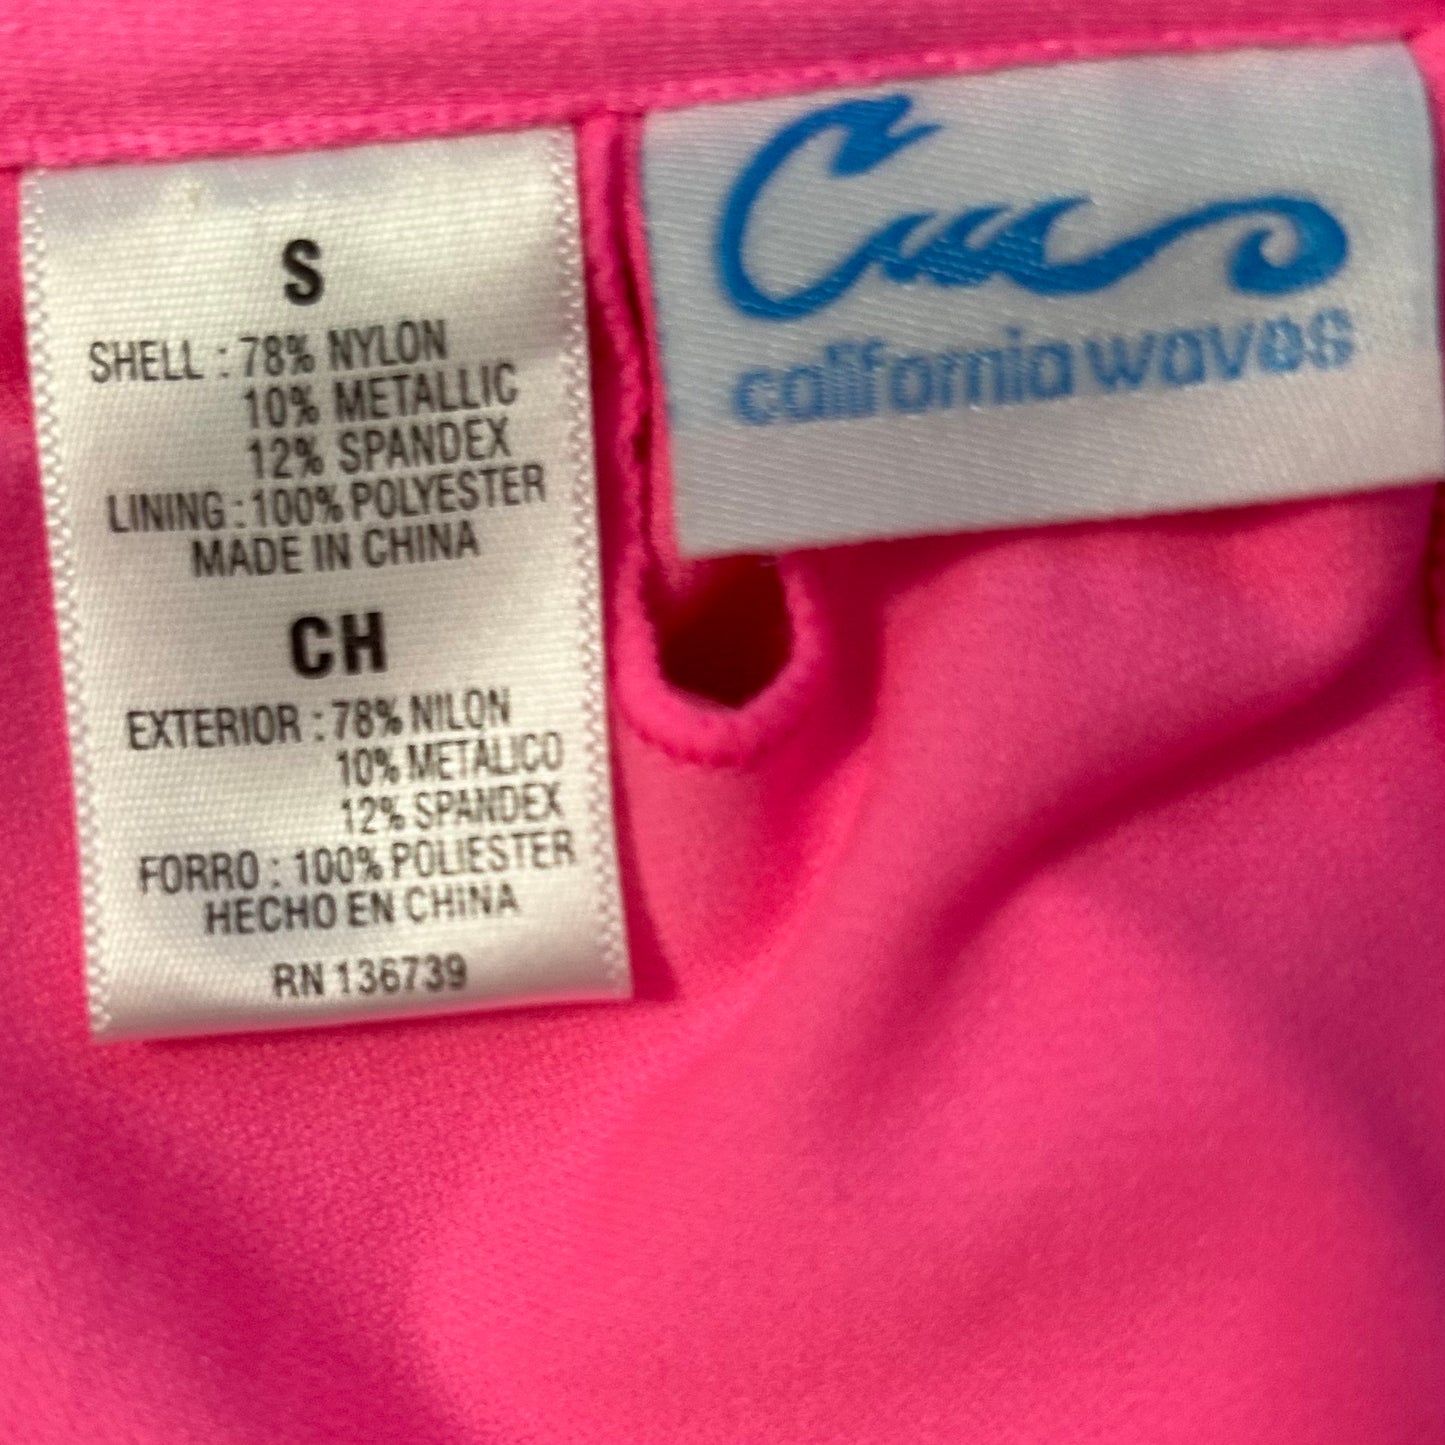 S
SHELL : 78% NYLON
10% METALLIC
12% SPANDEX
LINING : 100% POLYESTER
MADE IN CHINA
CH
EXTERIOR : 78% NILON
10% METALICO
12% SPANDEX
FORRO : 100% POLIESTER
HECHO EN CHINA
RN 136739
california waves